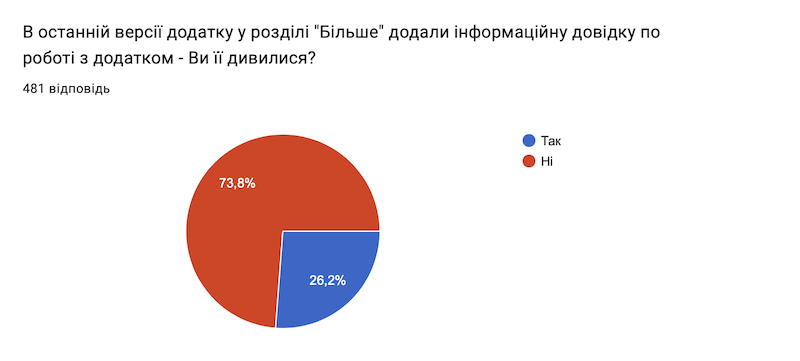 В останній версії додатку у розділі "Більше" додали інформаційну довідку по
роботі з додатком - Ви її дивилися?
481 відповідь
Так
Ні
73,8%
26,2%